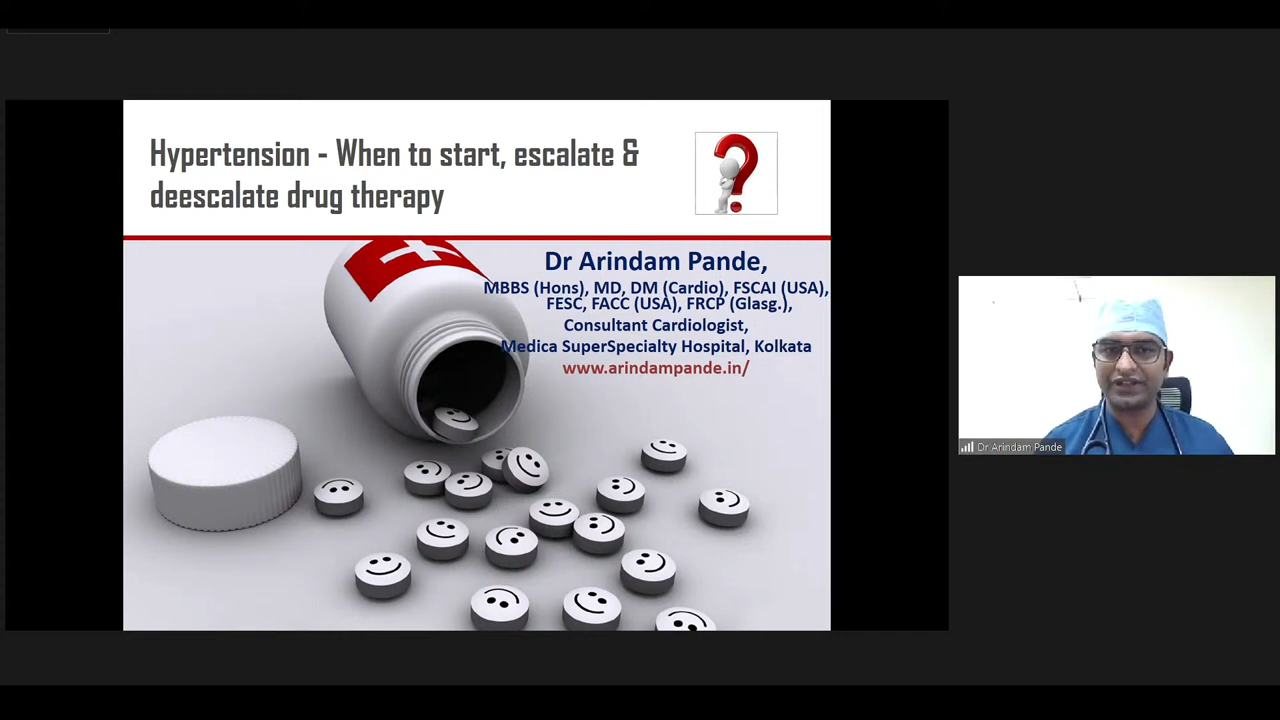 Hypertension - When to start, escalate &
deescalate drug therapy
Dr Arindam Pande,
MBBS (Hons), MD, DM (Cardio), FSCAI (USA),
FESC, FACC (USA), FRCP (Glasg.),
Consultant Cardiologist,
Medica SuperSpecialty Hospital, Kolkata
www.arindampande.in/
Dr Arindam Pande